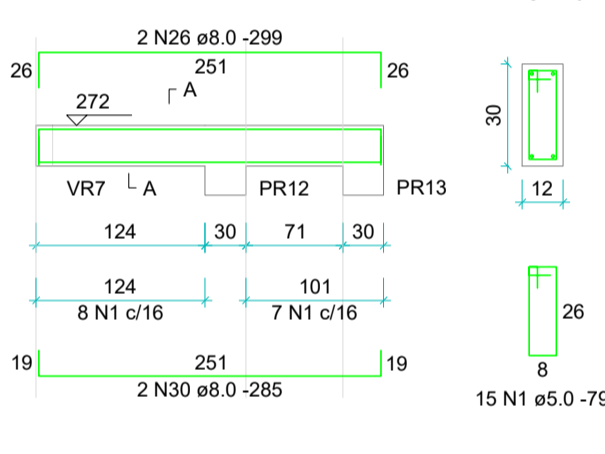 2 N26 ø8.0 -299
26 251 26
A
272
30
VR7 A PR12 PR13
12
124 30 71 30
124 101
8 N1 c/16 7 N1 c/16
26
19 251 19
8
2 N30 ø8.0 -285
15 N1 ø5.0 -79